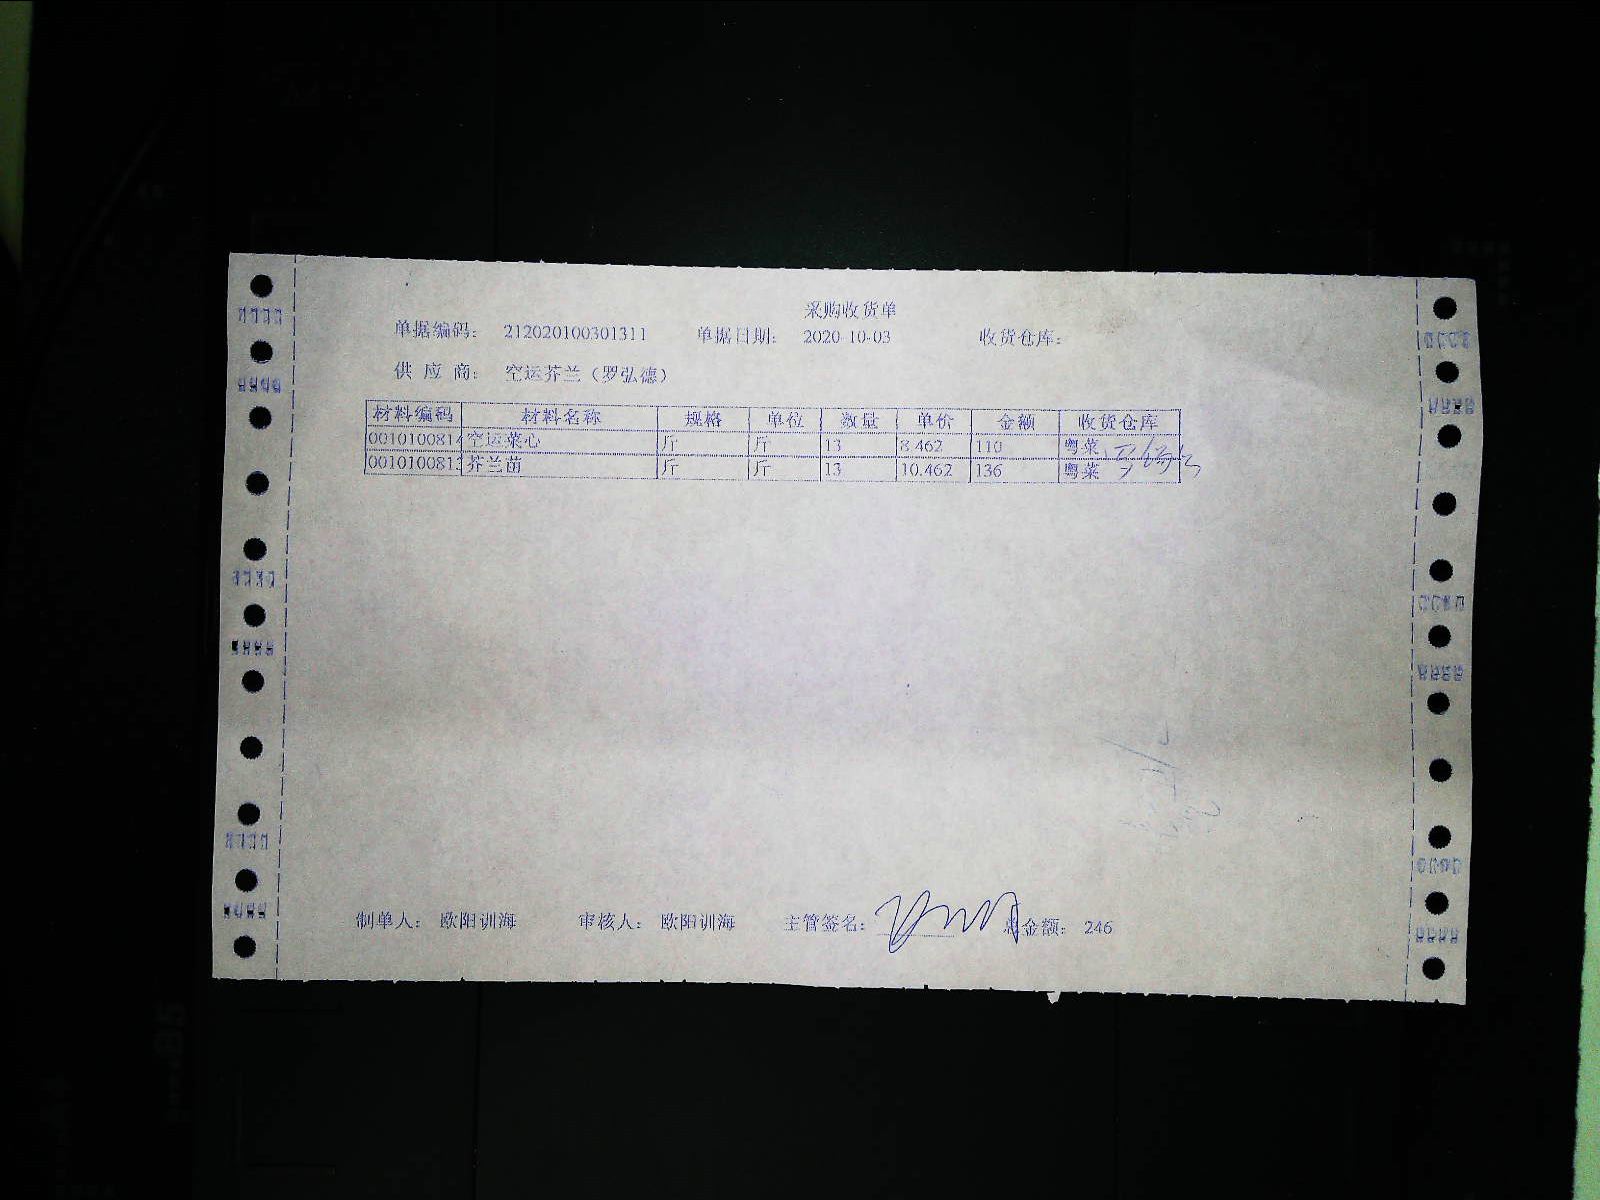 采购收货单
单据编码： 212020100301311 单据日期： 2020-10-03 收货仓库：
供 应 商： 空运芥兰（罗弘德）
材料编码 材料名称 规格 单位 数量 单价 金额 收货仓库
0010100814 空运菜心 斤 斤 13 8.462 110 粤菜
001010081 芥兰苗 斤 斤 13 10.462 136 粤菜
制单人： 欧阳训海 审核人： 欧阳训海 主管签名： 总金额： 246